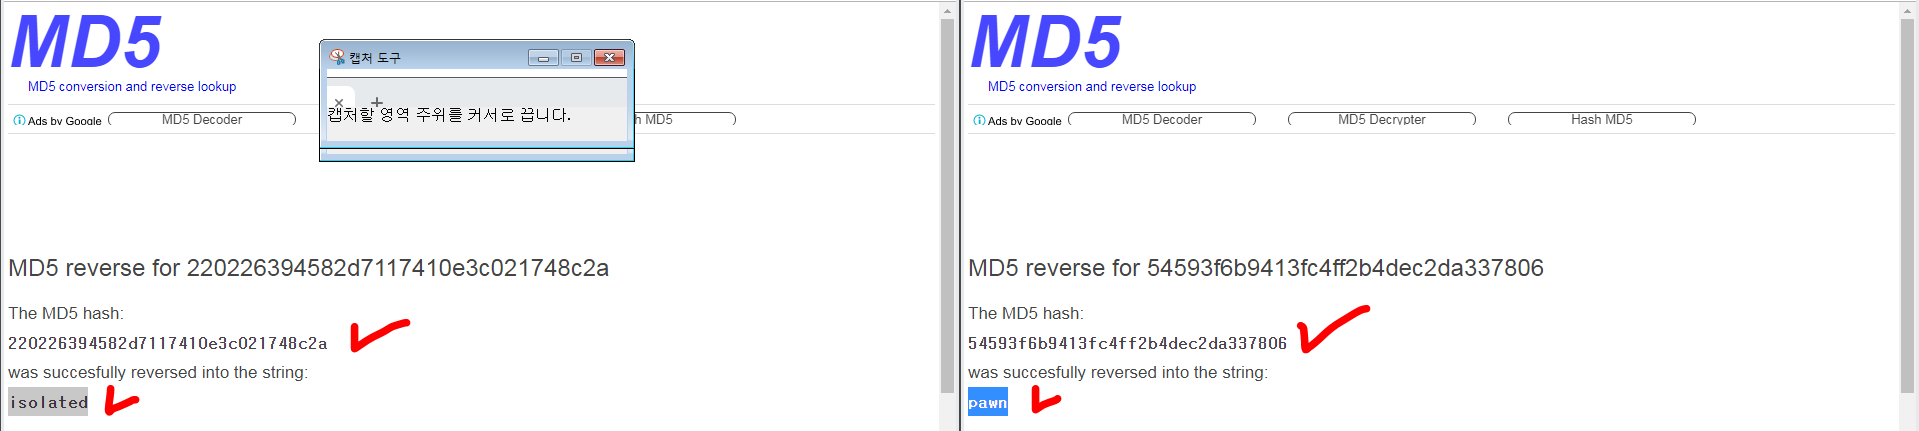 MD5
MD5 conversion and reverse lookup
Ads by Google
MD5 Decoder
h MD5
캡처 도구
캡처할 영역 주위를 커서로 끕니다.
MD5 reverse for 220226394582d7117410e3c021748c2a
The MD5 hash:
220226394582d7117410e3c021748c2a
was succesfully reversed into the string:
isolated
MD5
MD5 conversion and reverse lookup
Ads by Google
MD5 Decoder
MD5 Decrypter
Hash MD5
MD5 reverse for 54593f6b9413fc4ff2b4dec2da337806
The MD5 hash:
54593f6b9413fc4ff2b4dec2da337806
was succesfully reversed into the string:
pawn